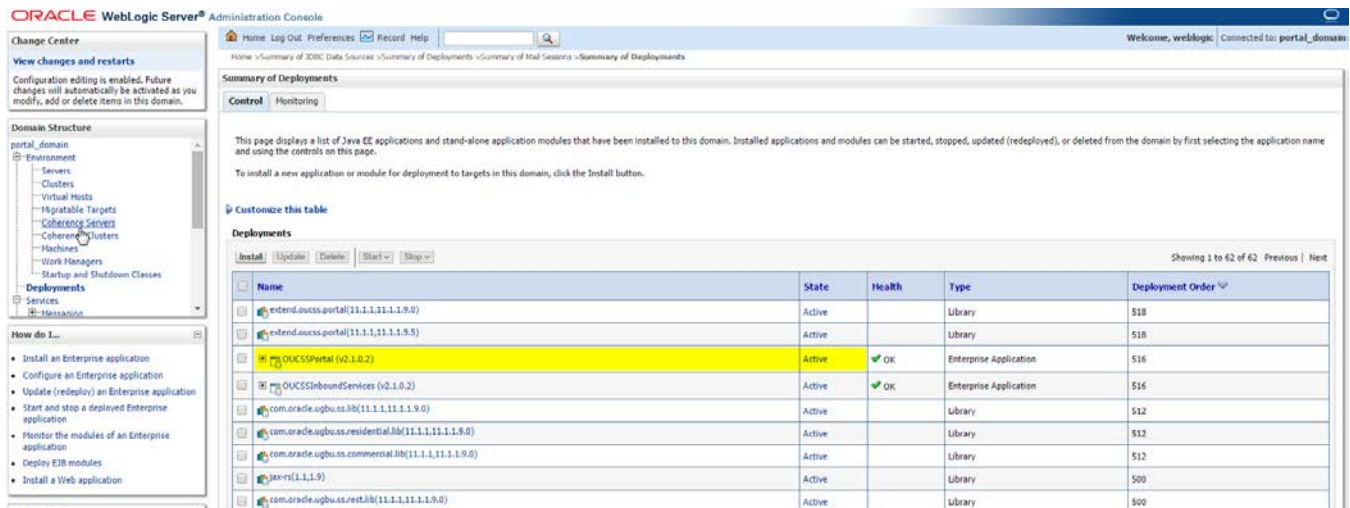 ORACLE WebLogic Server® Administration Console
Change Center
View changes and restarts
Configuration editing is enabled. Future
changes will automatically be activated as you
modify, add or delete items in this domain.
Domain Structure
portal_domain
Environment
Servers
Clusters
Virtual Hosts
Migratable Targets
Coherence Servers
Coherence Clusters
Machines
Work Managers
Startup and Shutdown Classes
Deployments
Services
Messaging
How do I...
Install an Enterprise application
Configure an Enterprise application
Update (redeploy) an Enterprise application
Start and stop a deployed Enterprise
application
Monitor the modules of an Enterprise
application
Deploy EJB modules
Install a Web application
Home Log Out Preferences Record Help
Welcome, weblogic Connected to: portal_domain
Home >Summary of JDBC Data Sources >Summary of Deployments >Summary of Mail Sessions >Summary of Deployments
Summary of Deployments
Control Monitoring
This page displays a list of Java EE applications and stand-alone application modules that have been installed to this domain. Installed applications and modules can be started, stopped, updated (redeployed), or deleted from the domain by first selecting the application name
and using the controls on this page.
To install a new application or module for deployment to targets in this domain, click the Install button.
Customize this table
Deployments
Install Update Delete Start Stop
Showing 1 to 62 of 62 Previous | Next
Name State Health Type Deployment Order
extend.oucss.portal(11.1.1,11.1.1.9.0) Active Library 518
extend.oucss.portal(11.1.1,11.1.1.9.5) Active Library 518
OUCSSPortal (v2.1.0.2) Active OK Enterprise Application 516
OUCSSInboundServices (v2.1.0.2) Active OK Enterprise Application 516
com.oracle.ugbu.ss.lib(11.1.1,11.1.1.9.0) Active Library 512
com.oracle.ugbu.ss.residential.lib(11.1.1,11.1.1.9.0) Active Library 512
com.oracle.ugbu.ss.commercial.lib(11.1.1,11.1.1.9.0) Active Library 512
jax-rs(1.1,1.9) Active Library 500
com.oracle.ugbu.ss.rest.lib(11.1.1,11.1.1.9.0) Active Library 500